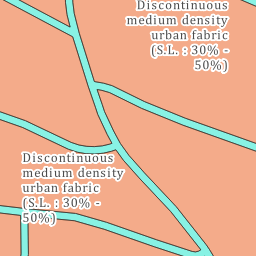 Discontinuous
medium density
urban fabric
(S.L. : 30% -
50%)
Discontinuous
medium density
urban fabric
(S.L. : 30% -
50%)